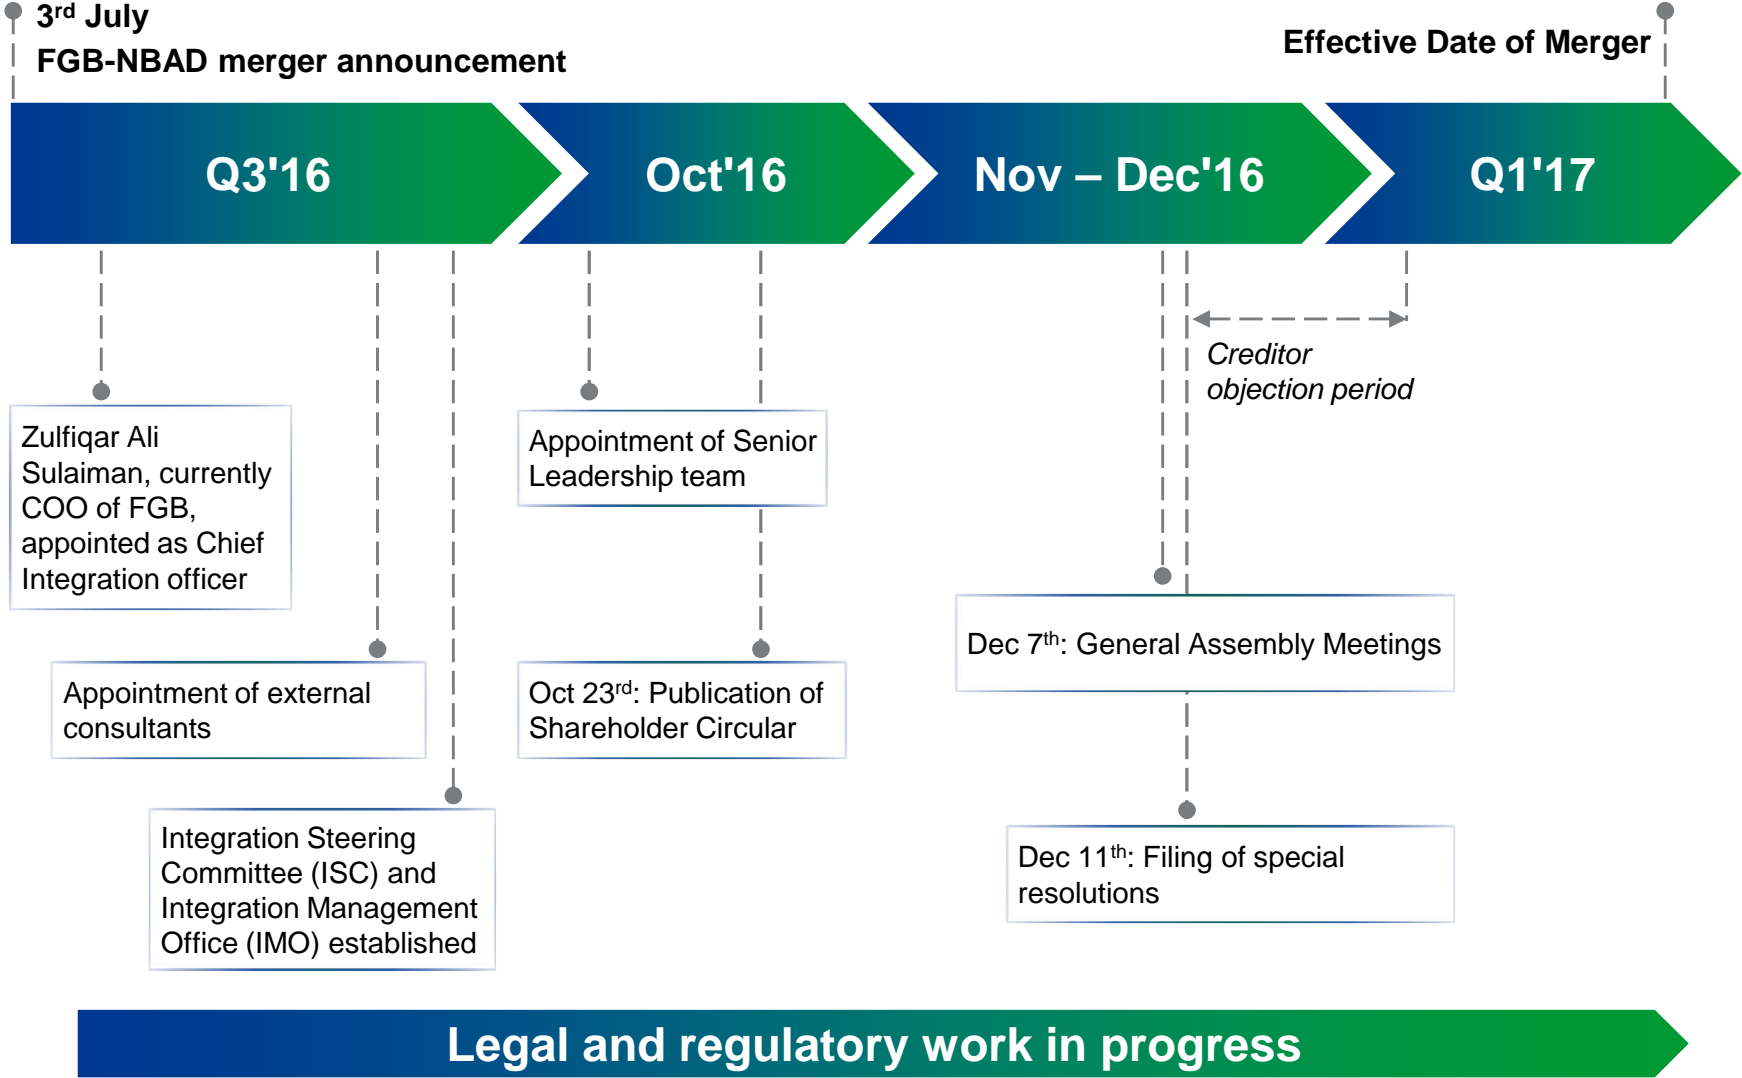 3rd July
FGB-NBAD merger announcement
Effective Date of Merger
Q3'16
Oct'16
Nov – Dec'16
Q1'17
Creditor
objection period
Zulfiqar Ali
Sulaiman, currently
COO of FGB,
appointed as Chief
Integration officer
Appointment of Senior
Leadership team
Dec 7th: General Assembly Meetings
Appointment of external
consultants
Oct 23rd: Publication of
Shareholder Circular
Integration Steering
Committee (ISC) and
Integration Management
Office (IMO) established
Dec 11th: Filing of special
resolutions
Legal and regulatory work in progress